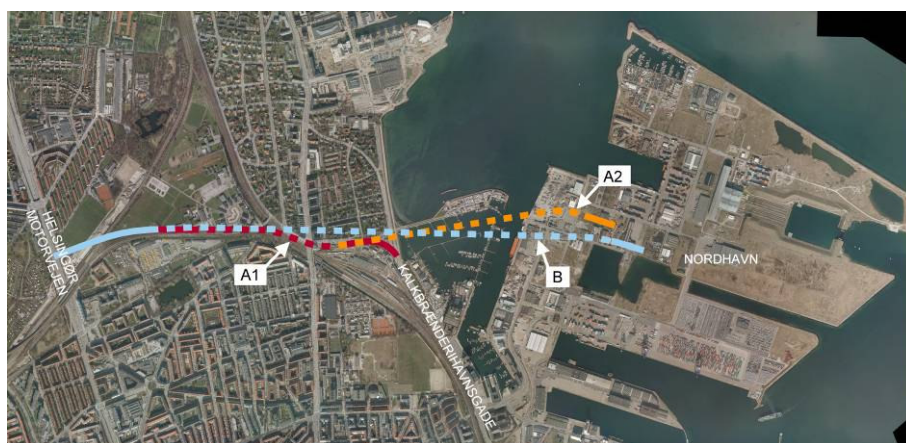 A2
A1
B
HELSINGØR
MOTORVEJEN
KALKBRÆNDERIHAVNSGADE
NORDHAVN